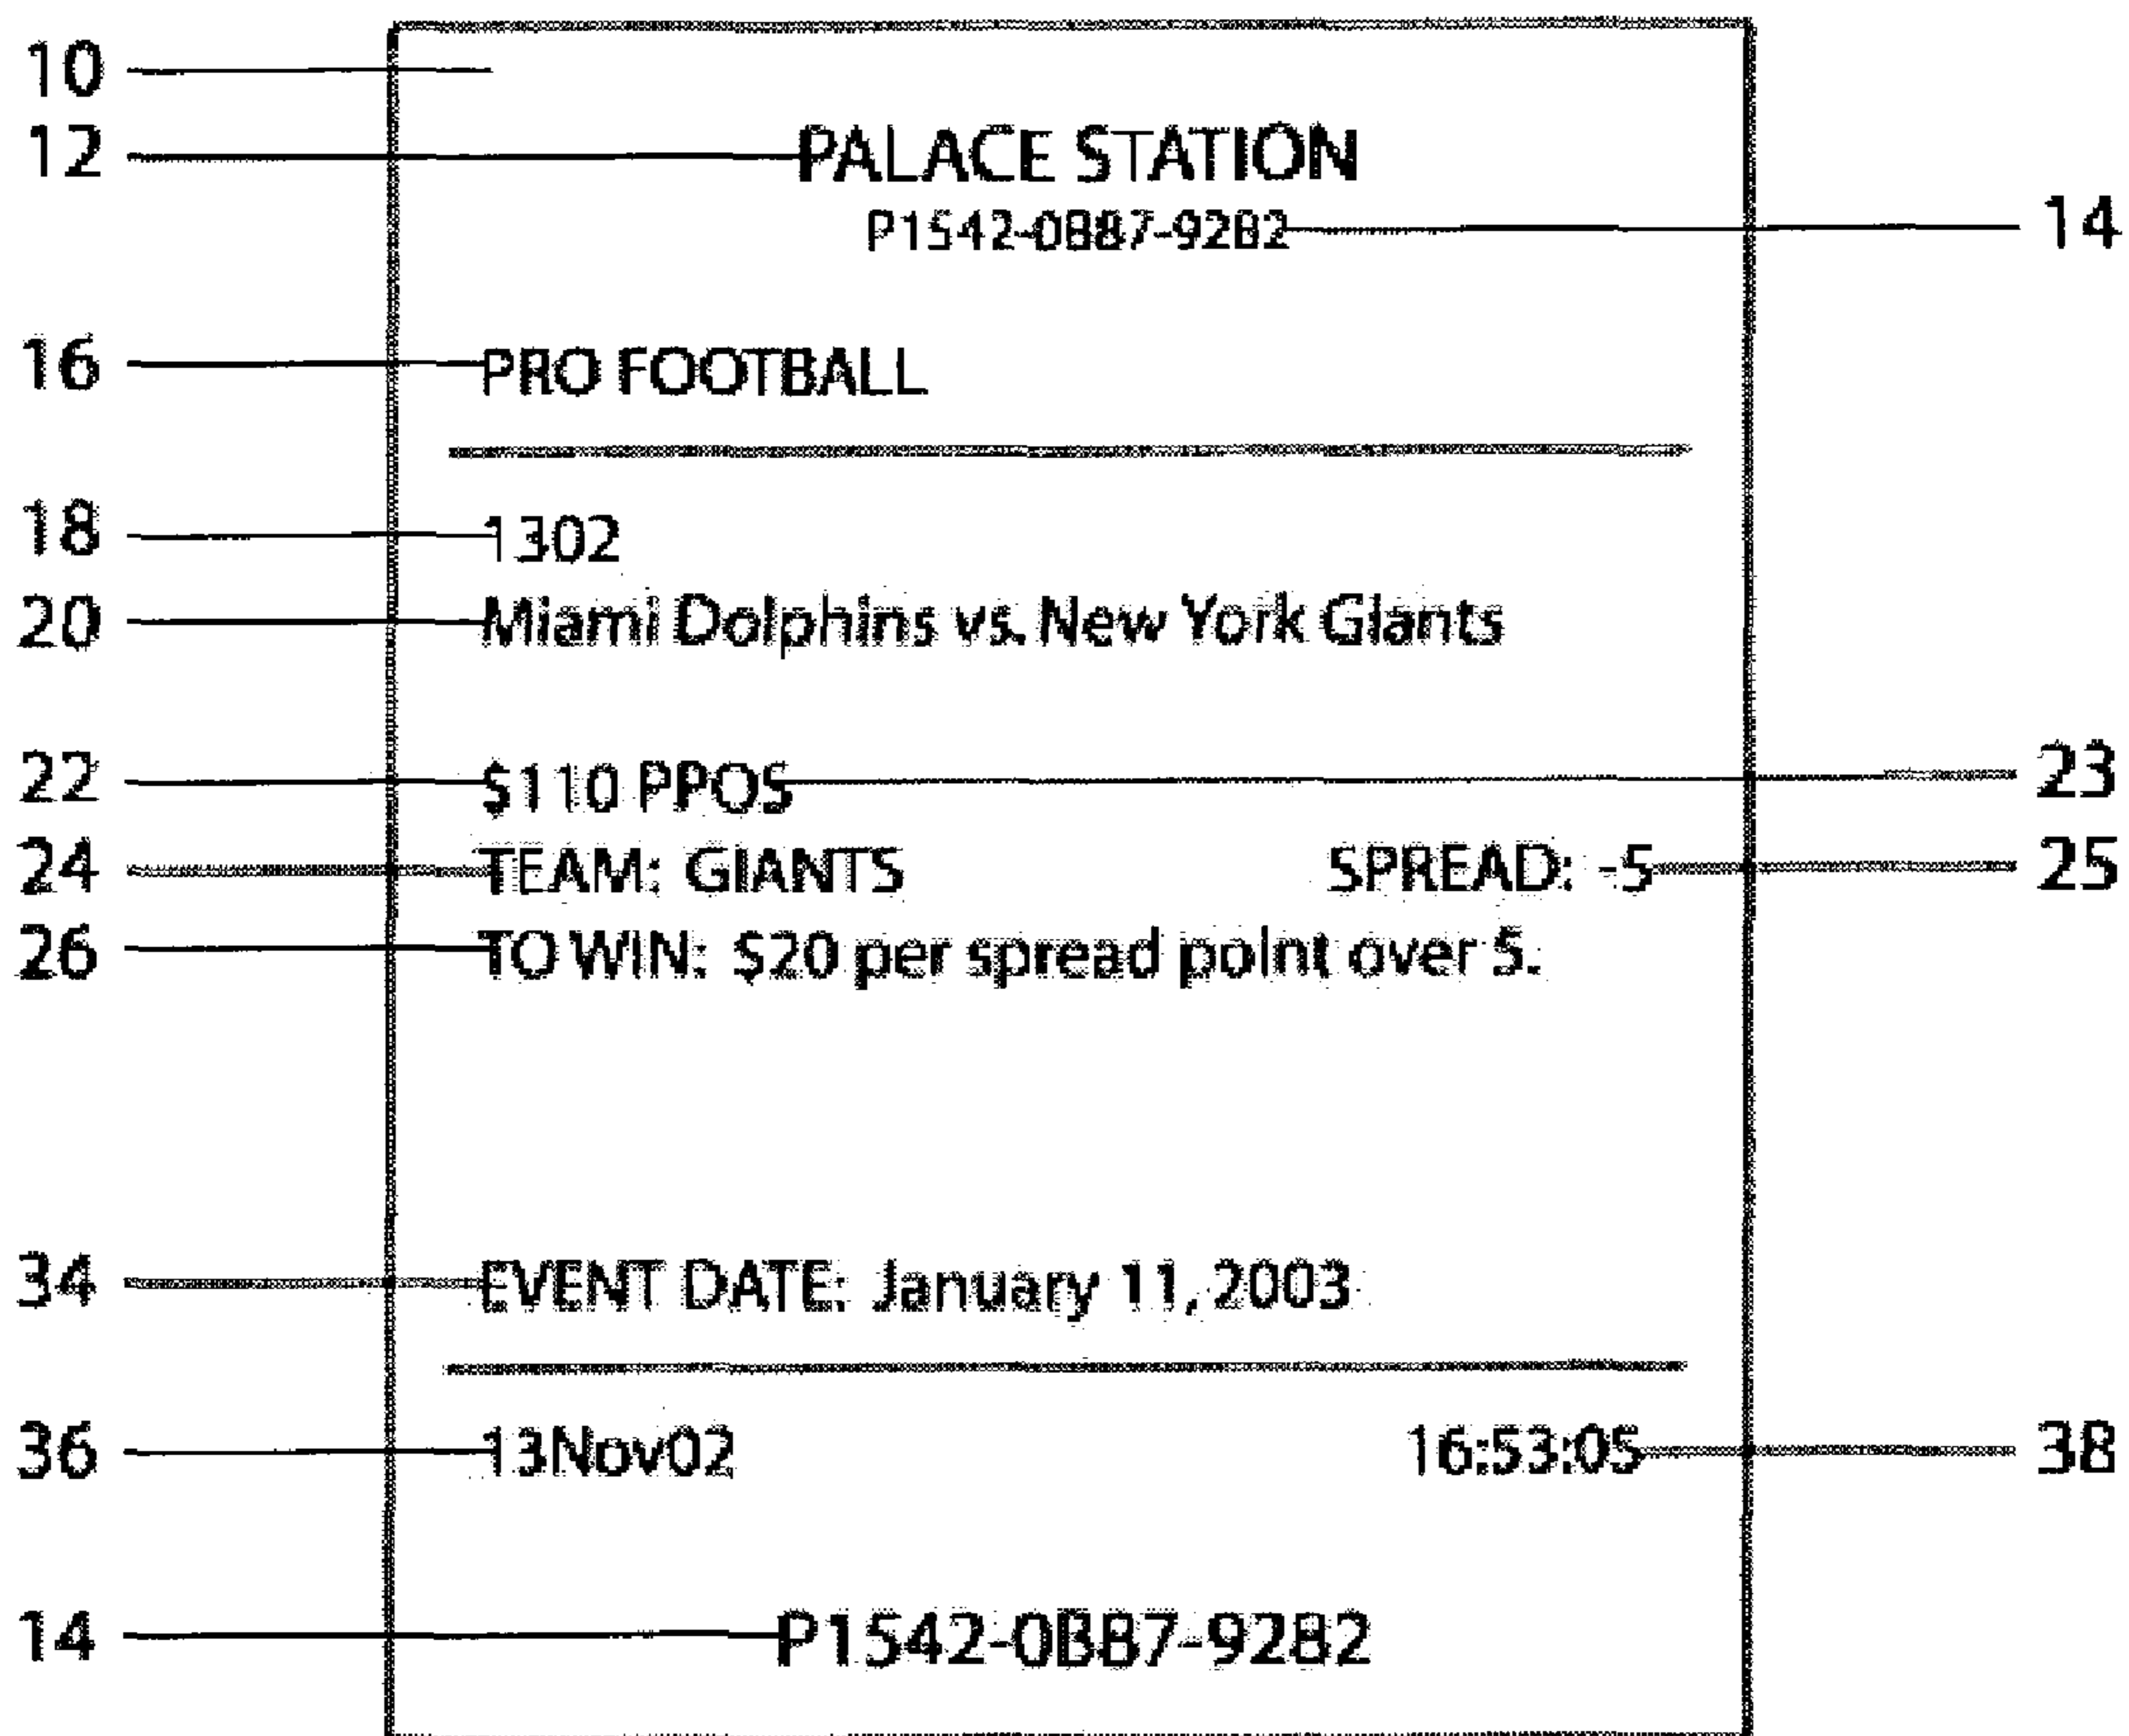 10
12 PALACE STATION
P1542-0887-9282 14
16 PRO FOOTBALL
18 1302
20 Miami Dolphins vs. New York Giants
22 $110 PPOS 23
24 TEAM: GIANTS SPREAD: -5 25
26 TO WIN: $20 per spread point over 5.
34 EVENT DATE: January 11, 2003
36 13Nov02 16:53:05 38
14 P1542-0887-9282